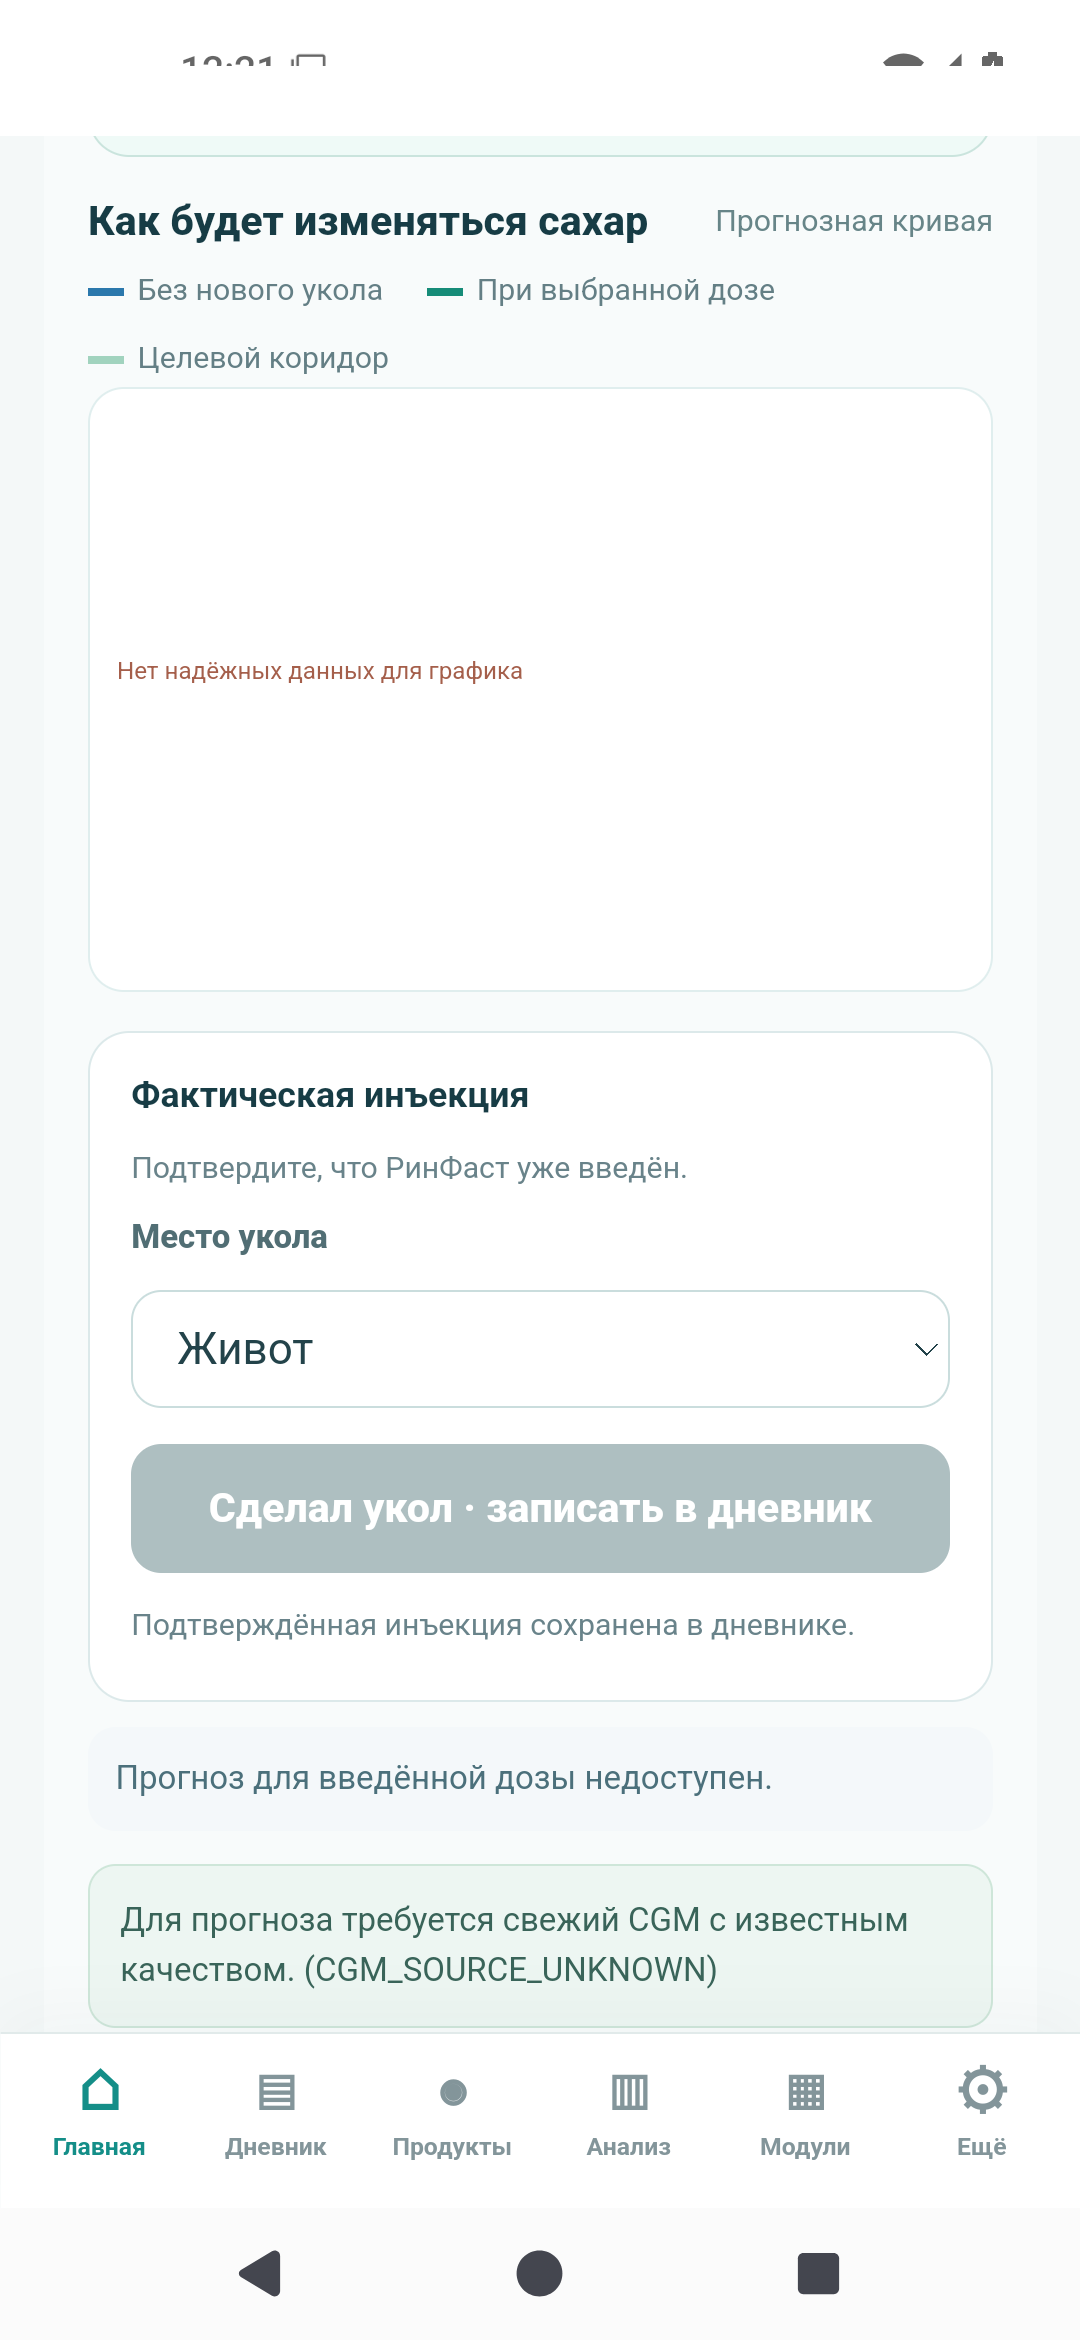 Как будет изменяться сахар
Прогнозная кривая
Без нового укола
При выбранной дозе
Целевой коридор
Нет надёжных данных для графика
Фактическая инъекция
Подтвердите, что РинФаст уже введён.
Место укола
Живот
Сделал укол · записать в дневник
Подтверждённая инъекция сохранена в дневнике.
Прогноз для введённой дозы недоступен.
Для прогноза требуется свежий CGM с известным
качеством. (CGM_SOURCE_UNKNOWN)
Главная
Дневник
Продукты
Анализ
Модули
Ещё